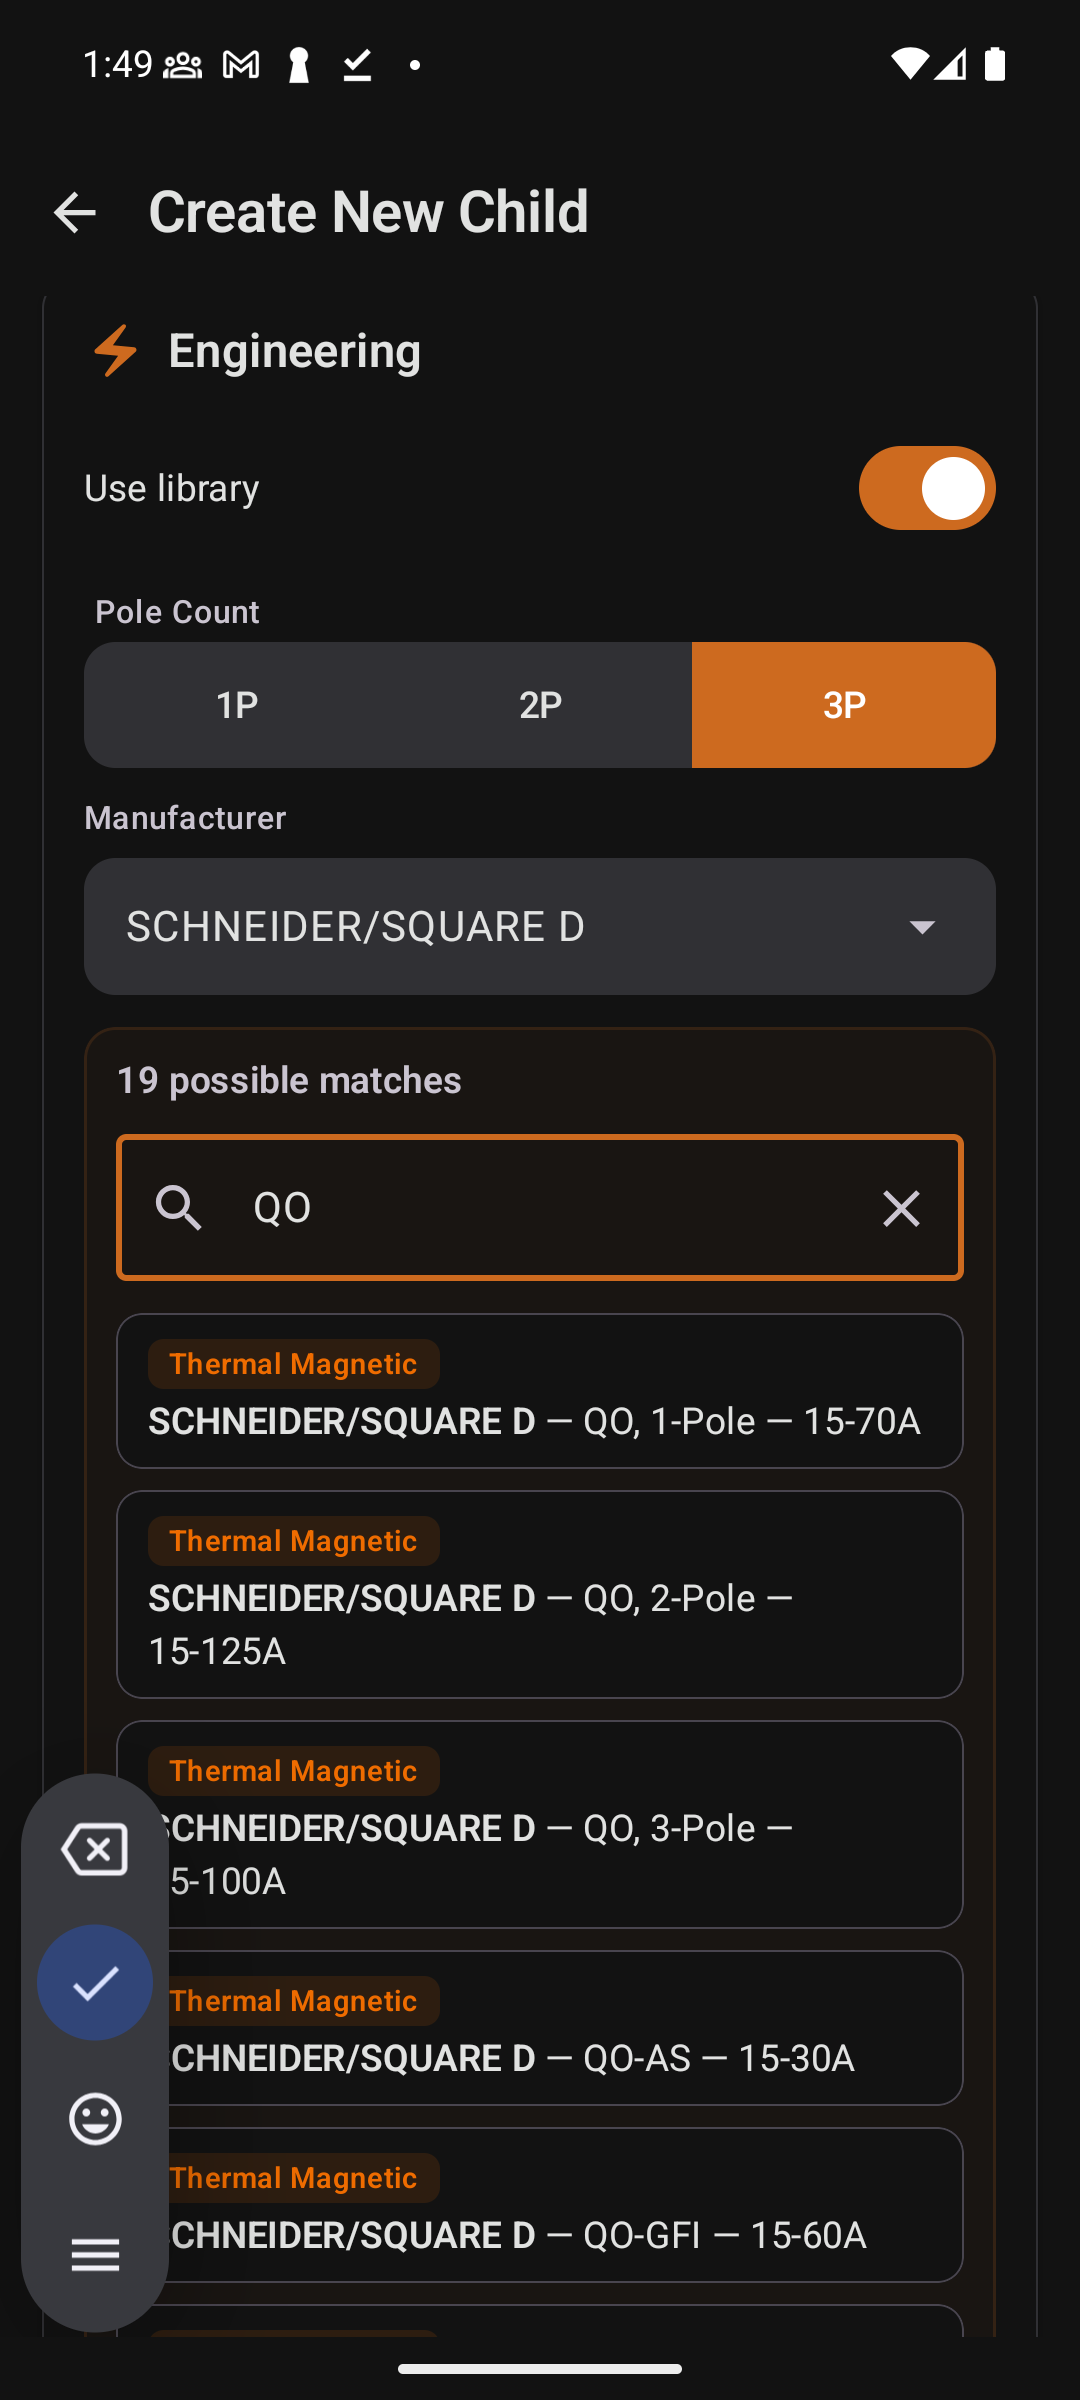 1:49
Create New Child
Engineering
Use library
Pole Count
1P 2P 3P
Manufacturer
SCHNEIDER/SQUARE D
19 possible matches
QO
Thermal Magnetic
SCHNEIDER/SQUARE D — QO, 1-Pole — 15-70A
Thermal Magnetic
SCHNEIDER/SQUARE D — QO, 2-Pole —
15-125A
Thermal Magnetic
CHNEIDER/SQUARE D — QO, 3-Pole —
5-100A
Thermal Magnetic
CHNEIDER/SQUARE D — QO-AS — 15-30A
Thermal Magnetic
CHNEIDER/SQUARE D — QO-GFI — 15-60A